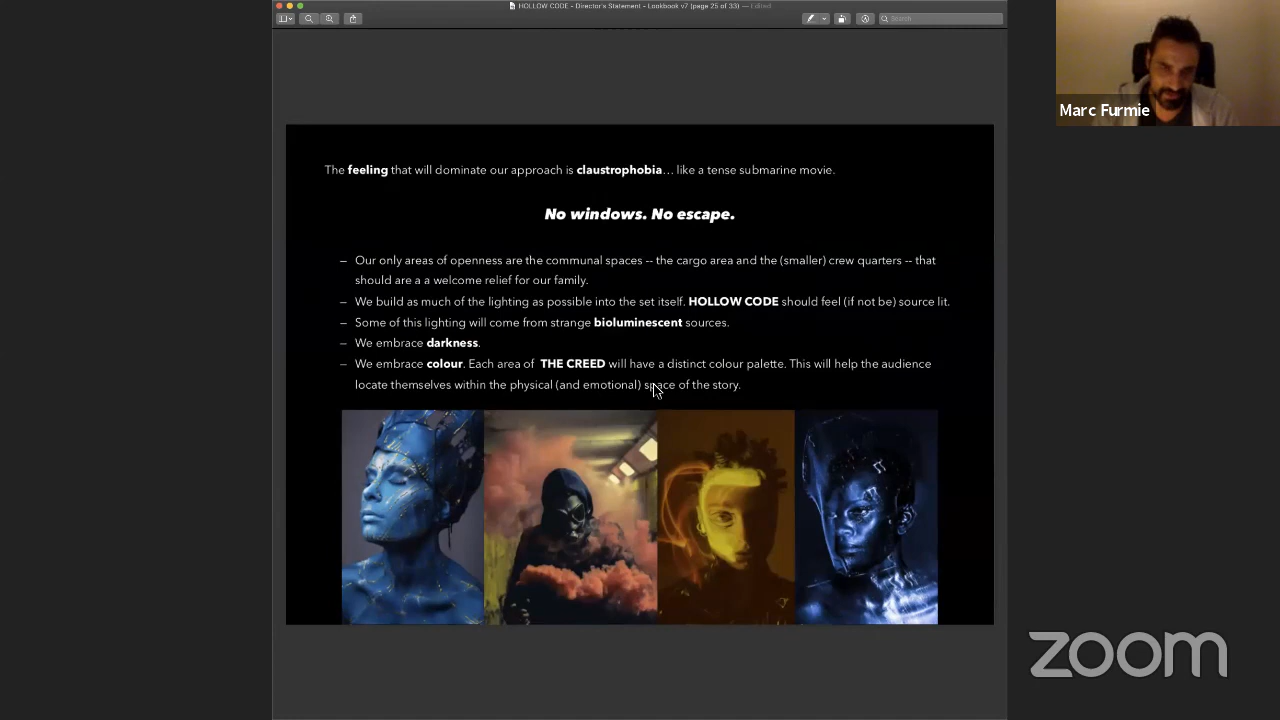 HOLLOW CODE - Director's Statement - Lookbook v7 (page 25 of 33) — Edited
Search
Marc Furmie
The feeling that will dominate our approach is claustrophobia… like a tense submarine movie.
No windows. No escape.
– Our only areas of openness are the communal spaces -- the cargo area and the (smaller) crew quarters -- that
should are a a welcome relief for our family.
– We build as much of the lighting as possible into the set itself. HOLLOW CODE should feel (if not be) source lit.
– Some of this lighting will come from strange bioluminescent sources.
– We embrace darkness.
– We embrace colour. Each area of THE CREED will have a distinct colour palette. This will help the audience
locate themselves within the physical (and emotional) space of the story.
zoom